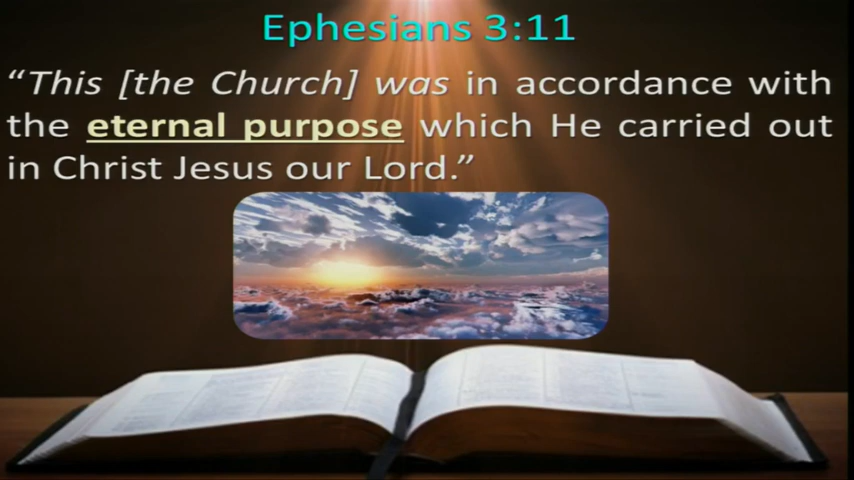 Ephesians 3:11
“This [the Church] was in accordance with
the eternal purpose which He carried out
in Christ Jesus our Lord.”